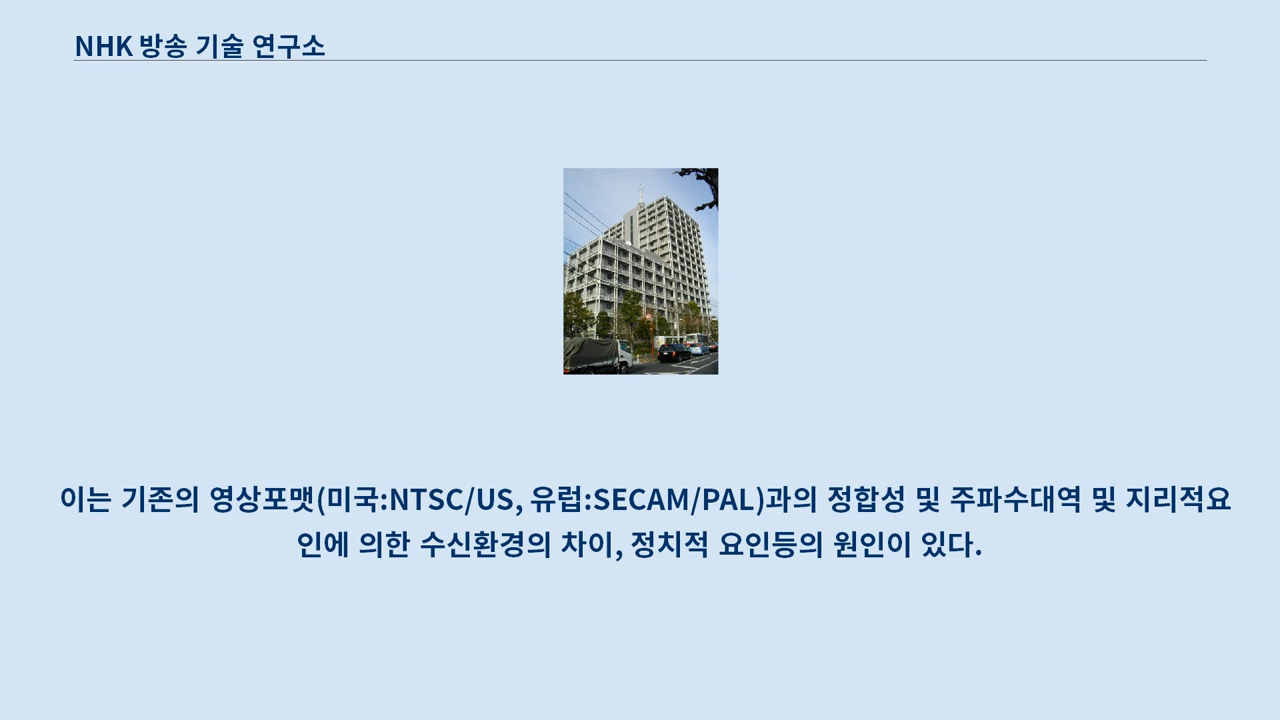 NHK 방송 기술 연구소
이는 기존의 영상포맷(미국:NTSC/US, 유럽:SECAM/PAL)과의 정합성 및 주파수대역 및 지리적요
인에 의한 수신환경의 차이, 정치적 요인등의 원인이 있다.